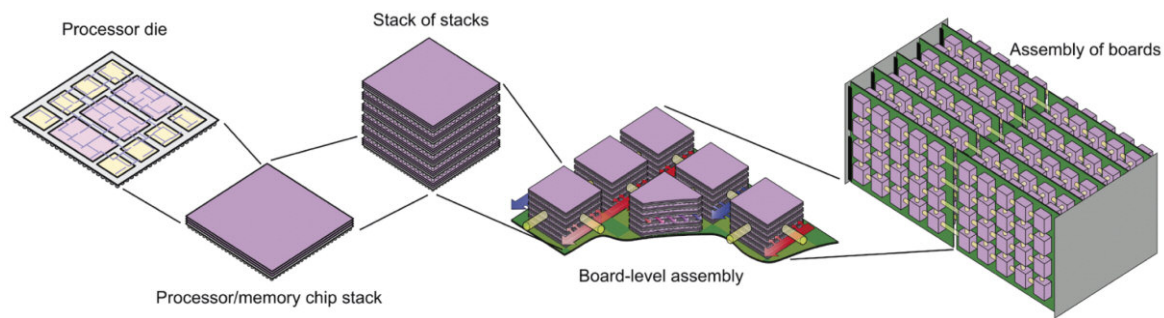 Processor die
Processor/memory chip stack
Stack of stacks
Board-level assembly
Assembly of boards